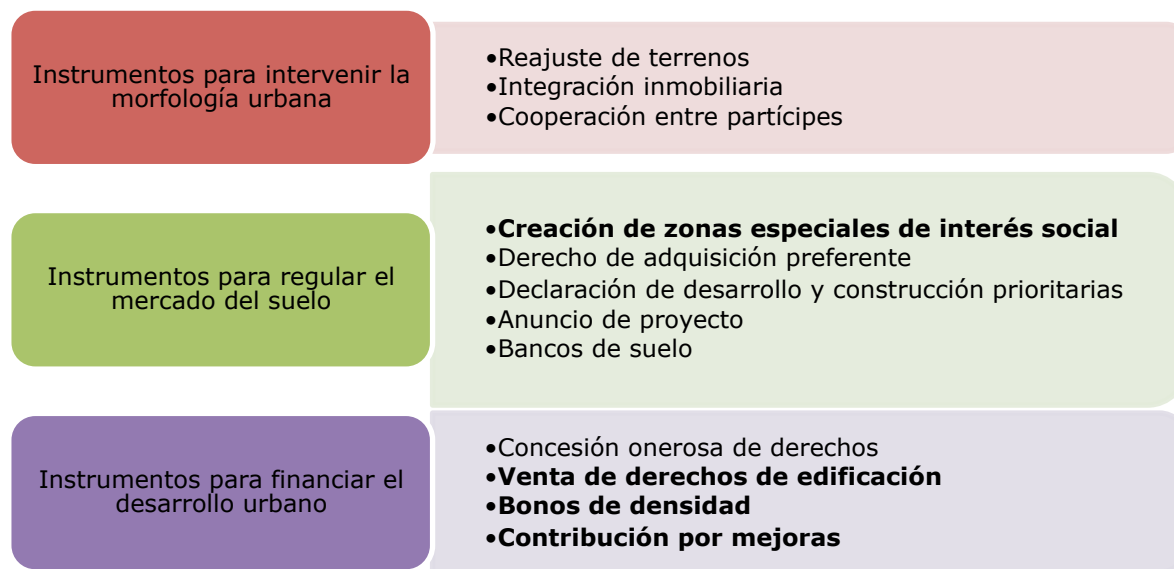 Instrumentos para intervenir la
morfología urbana
•Reajuste de terrenos
•Integración inmobiliaria
•Cooperación entre partícipes
Instrumentos para regular el
mercado del suelo
•Creación de zonas especiales de interés social
•Derecho de adquisición preferente
•Declaración de desarrollo y construcción prioritarias
•Anuncio de proyecto
•Bancos de suelo
Instrumentos para financiar el
desarrollo urbano
•Concesión onerosa de derechos
•Venta de derechos de edificación
•Bonos de densidad
•Contribución por mejoras